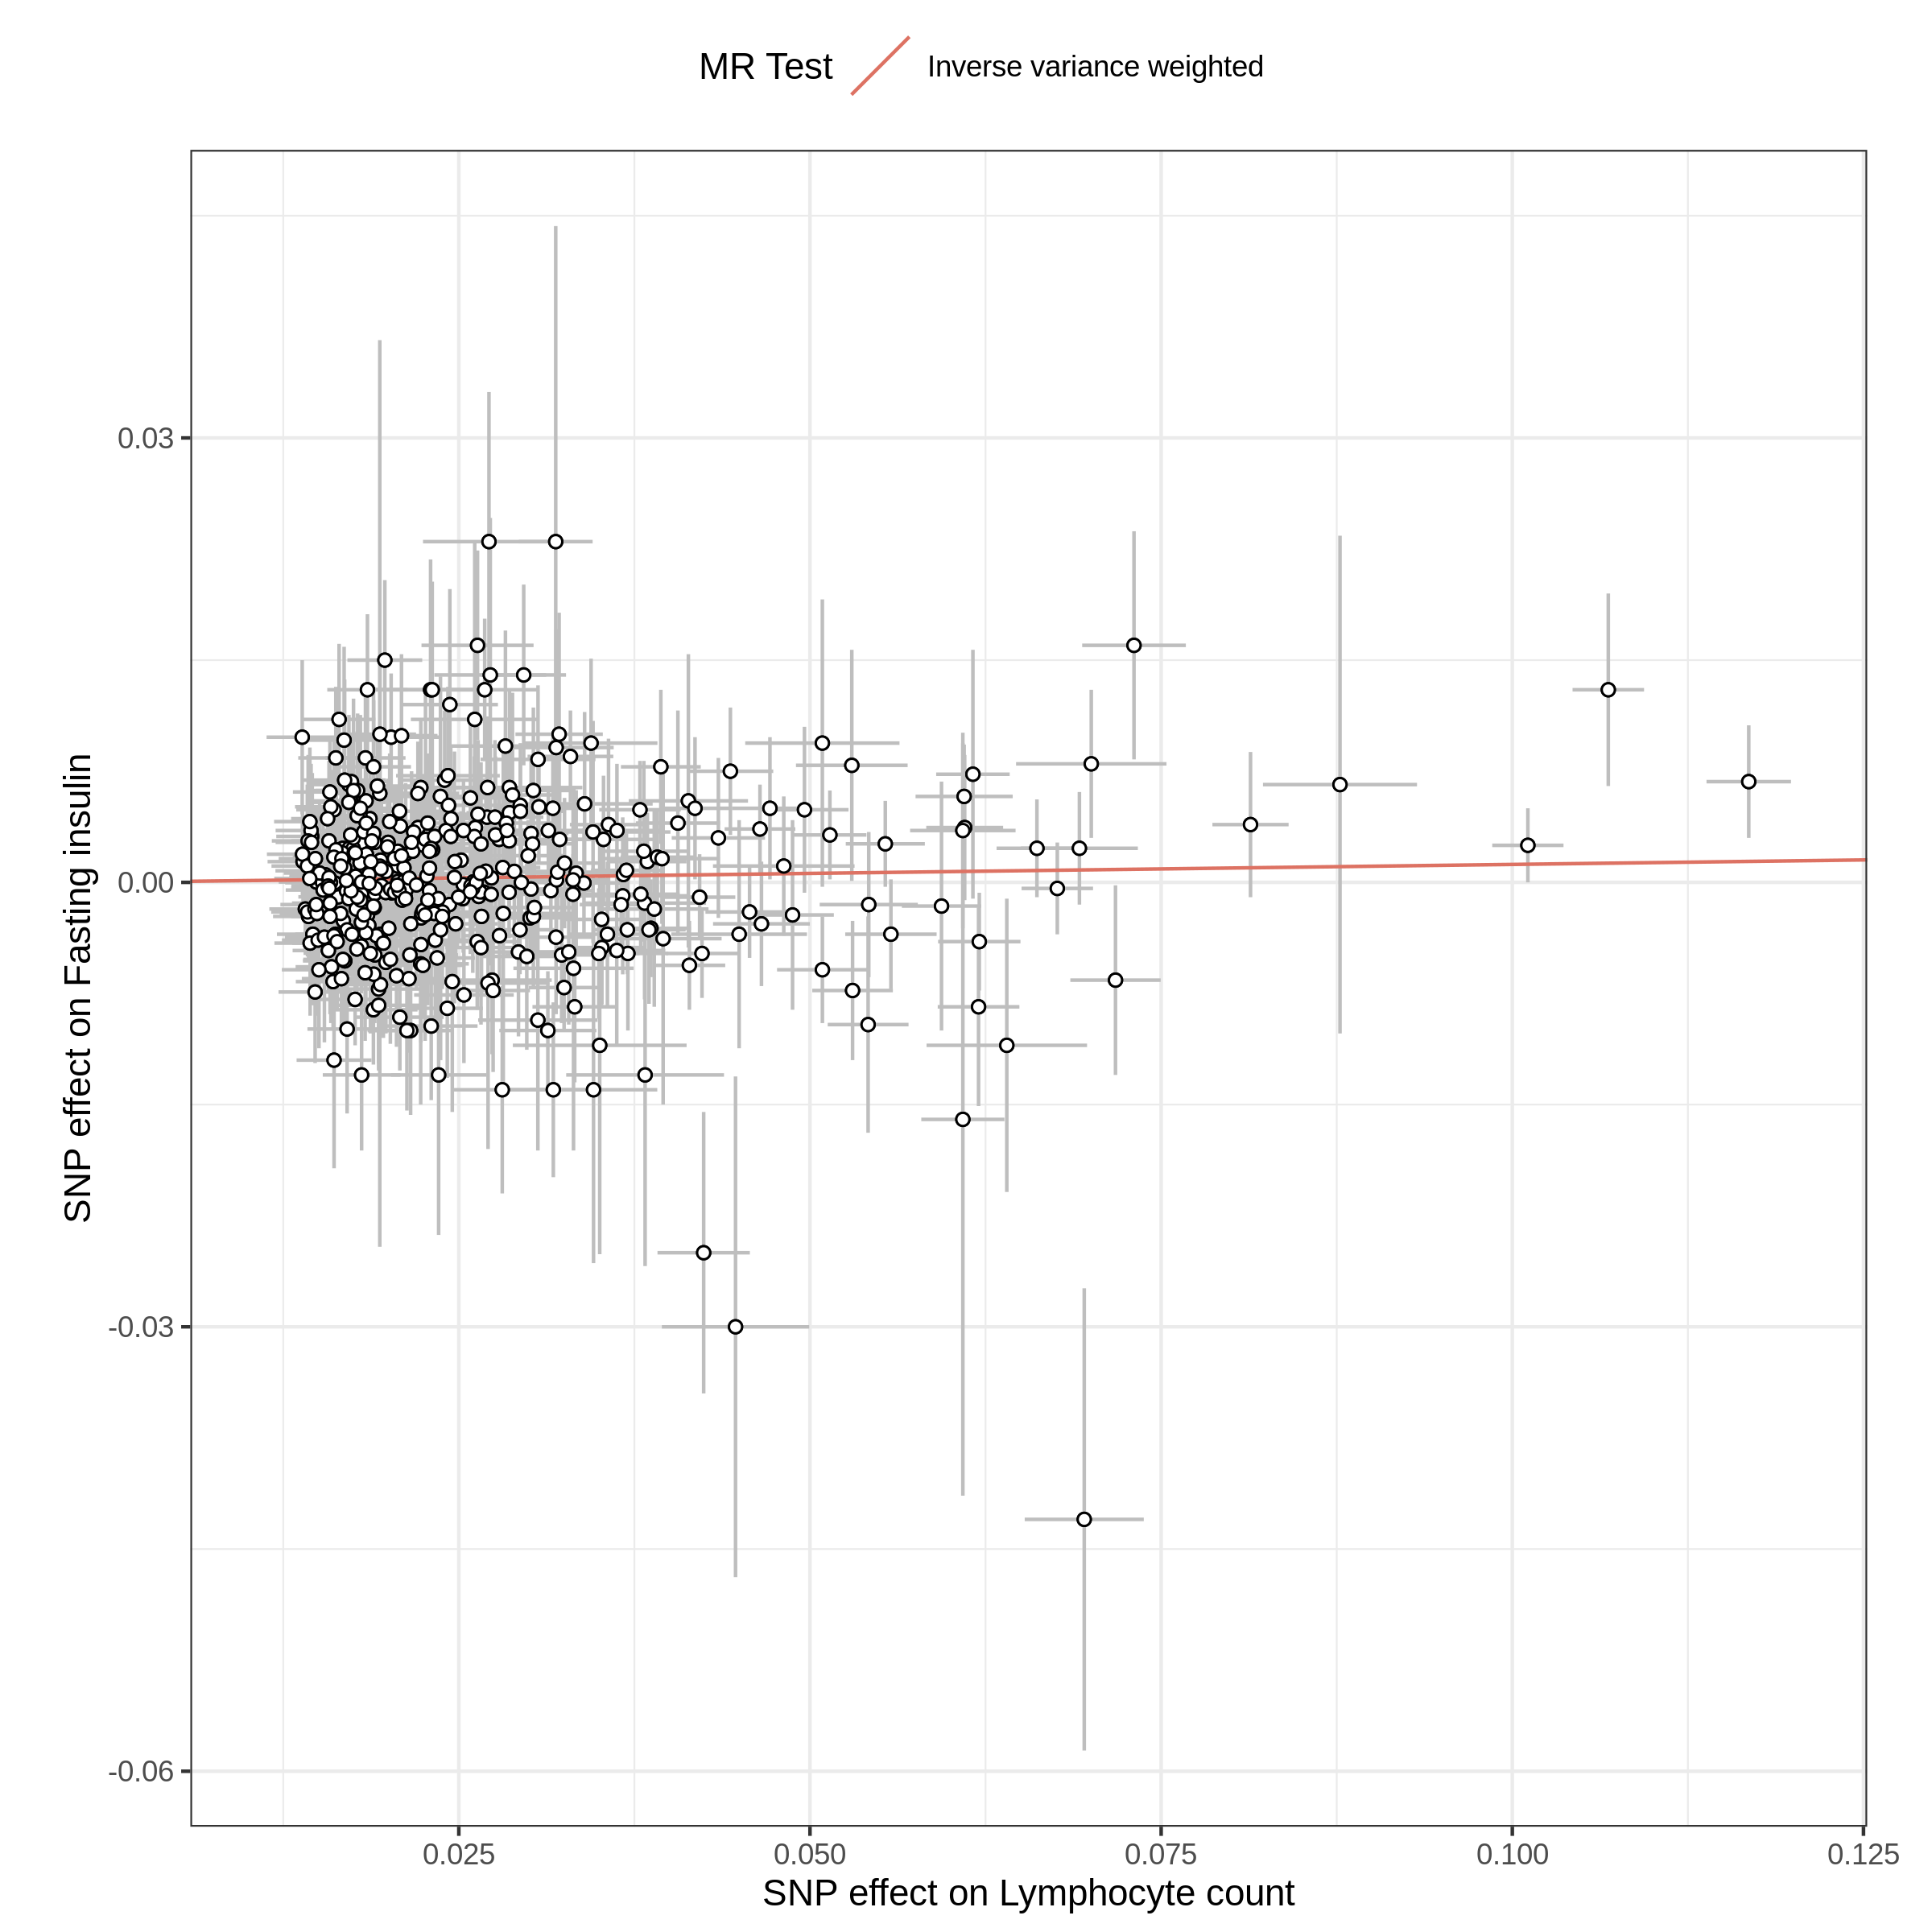 MR Test Inverse variance weighted
SNP effect on Fasting insulin
0.03
0.00
-0.03
-0.06
0.025 0.050 0.075 0.100 0.125
SNP effect on Lymphocyte count